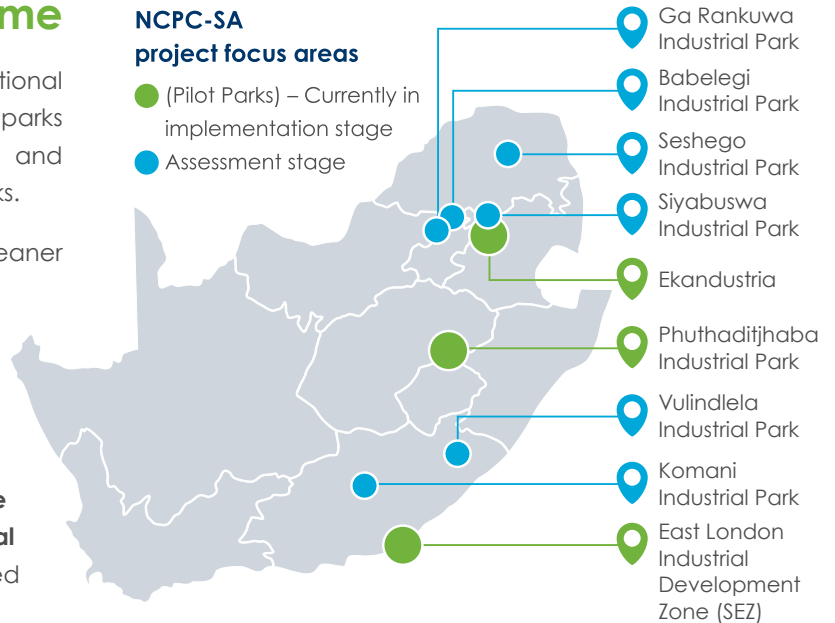 me
tional
parks
and
ks.
eaner
e
al
ed
NCPC-SA
project focus areas
(Pilot Parks) – Currently in
implementation stage
Assessment stage
Ga Rankuwa
Industrial Park
Babelegi
Industrial Park
Seshego
Industrial Park
Siyabuswa
Industrial Park
Ekandustria
Phuthaditjhaba
Industrial Park
Vulindlela
Industrial Park
Komani
Industrial Park
East London
Industrial
Development
Zone (SEZ)